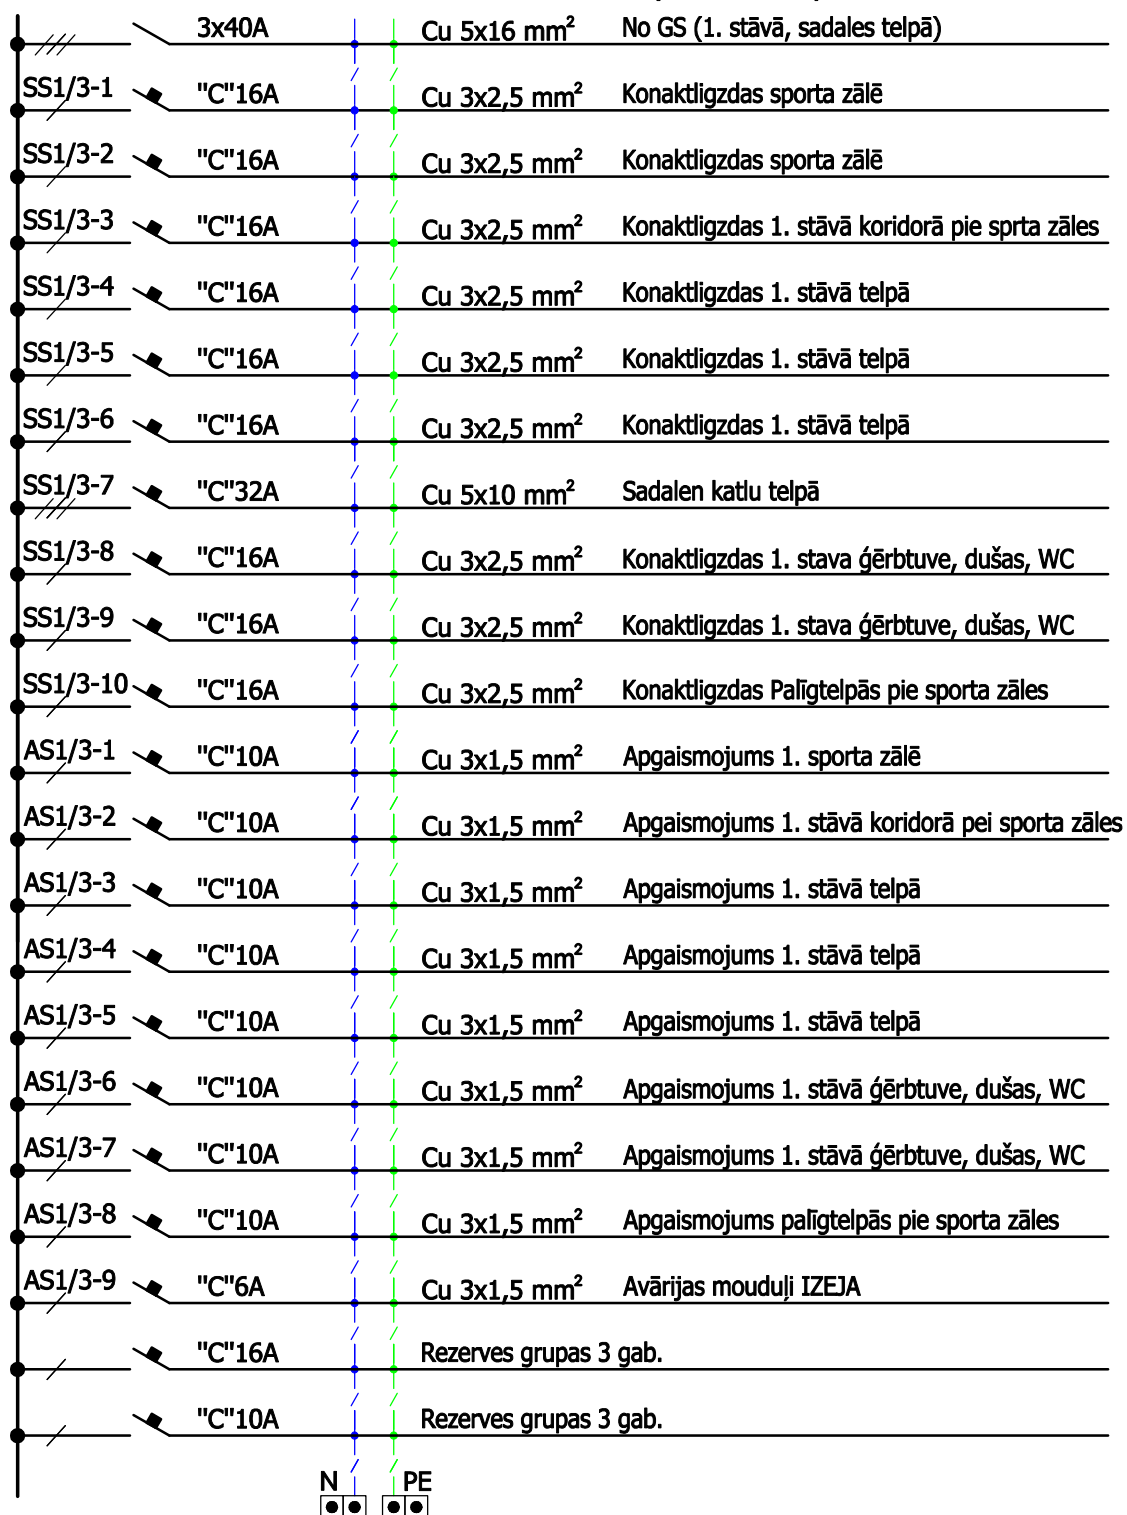 3x40A Cu 5x16 mm² No GS (1. stāvā, sadales telpā)
SS1/3-1 "C"16A Cu 3x2,5 mm² Konaktligzdas sporta zālē
SS1/3-2 "C"16A Cu 3x2,5 mm² Konaktligzdas sporta zālē
SS1/3-3 "C"16A Cu 3x2,5 mm² Konaktligzdas 1. stāvā koridorā pie sprta zāles
SS1/3-4 "C"16A Cu 3x2,5 mm² Konaktligzdas 1. stāvā telpā
SS1/3-5 "C"16A Cu 3x2,5 mm² Konaktligzdas 1. stāvā telpā
SS1/3-6 "C"16A Cu 3x2,5 mm² Konaktligzdas 1. stāvā telpā
SS1/3-7 "C"32A Cu 5x10 mm² Sadalen katlu telpā
SS1/3-8 "C"16A Cu 3x2,5 mm² Konaktligzdas 1. stava ģērbtuve, dušas, WC
SS1/3-9 "C"16A Cu 3x2,5 mm² Konaktligzdas 1. stava ģērbtuve, dušas, WC
SS1/3-10 "C"16A Cu 3x2,5 mm² Konaktligzdas Palīgtelpās pie sporta zāles
AS1/3-1 "C"10A Cu 3x1,5 mm² Apgaismojums 1. sporta zālē
AS1/3-2 "C"10A Cu 3x1,5 mm² Apgaismojums 1. stāvā koridorā pei sporta zāles
AS1/3-3 "C"10A Cu 3x1,5 mm² Apgaismojums 1. stāvā telpā
AS1/3-4 "C"10A Cu 3x1,5 mm² Apgaismojums 1. stāvā telpā
AS1/3-5 "C"10A Cu 3x1,5 mm² Apgaismojums 1. stāvā telpā
AS1/3-6 "C"10A Cu 3x1,5 mm² Apgaismojums 1. stāvā ģērbtuve, dušas, WC
AS1/3-7 "C"10A Cu 3x1,5 mm² Apgaismojums 1. stāvā ģērbtuve, dušas, WC
AS1/3-8 "C"10A Cu 3x1,5 mm² Apgaismojums palīgtelpās pie sporta zāles
AS1/3-9 "C"6A Cu 3x1,5 mm² Avārijas mouduļi IZEJA
"C"16A Rezerves grupas 3 gab.
"C"10A Rezerves grupas 3 gab.
N PE